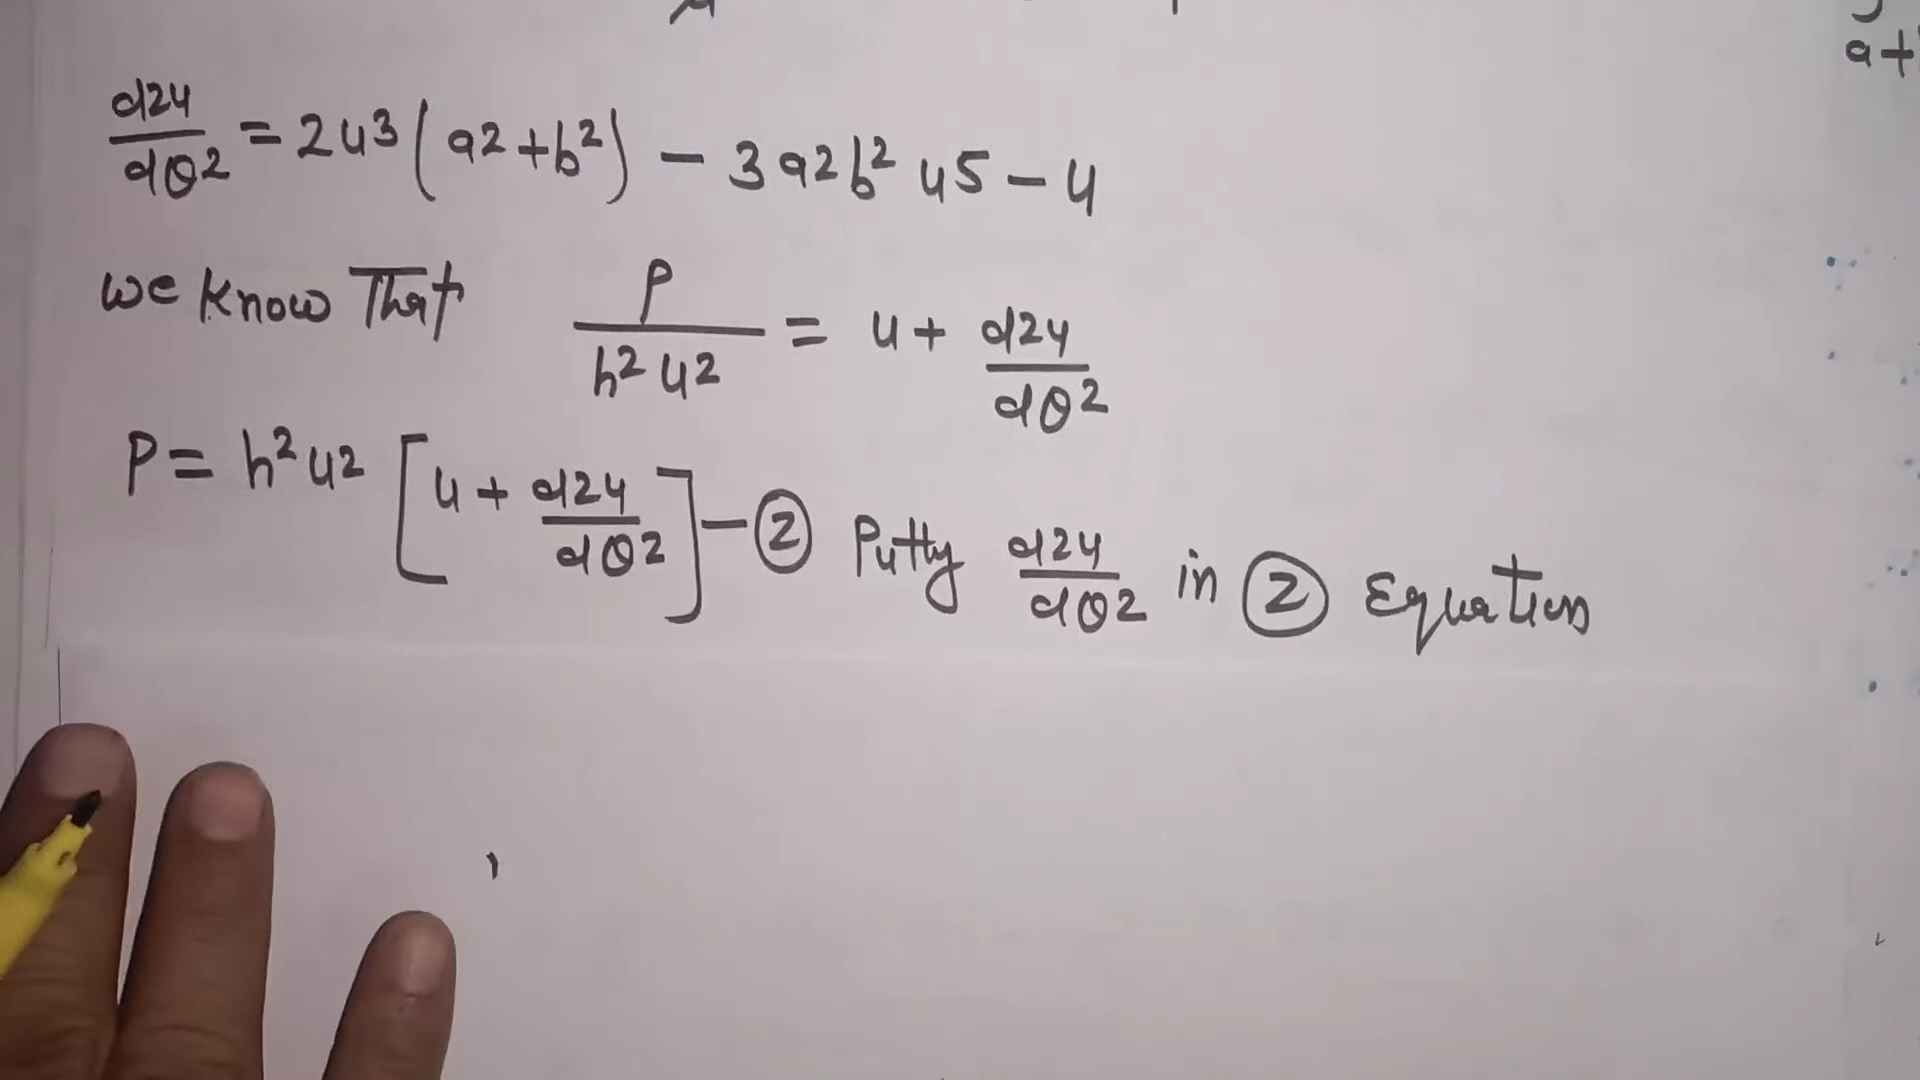 a+
d2u/dθ2 = 2u3 (a2+b2) - 3a2b2 u5 - u
we know That P/h2u2 = u + d2u/dθ2
P = h2u2 [u + d2u/dθ2] - ② Putty d2u/dθ2 in ② Equation